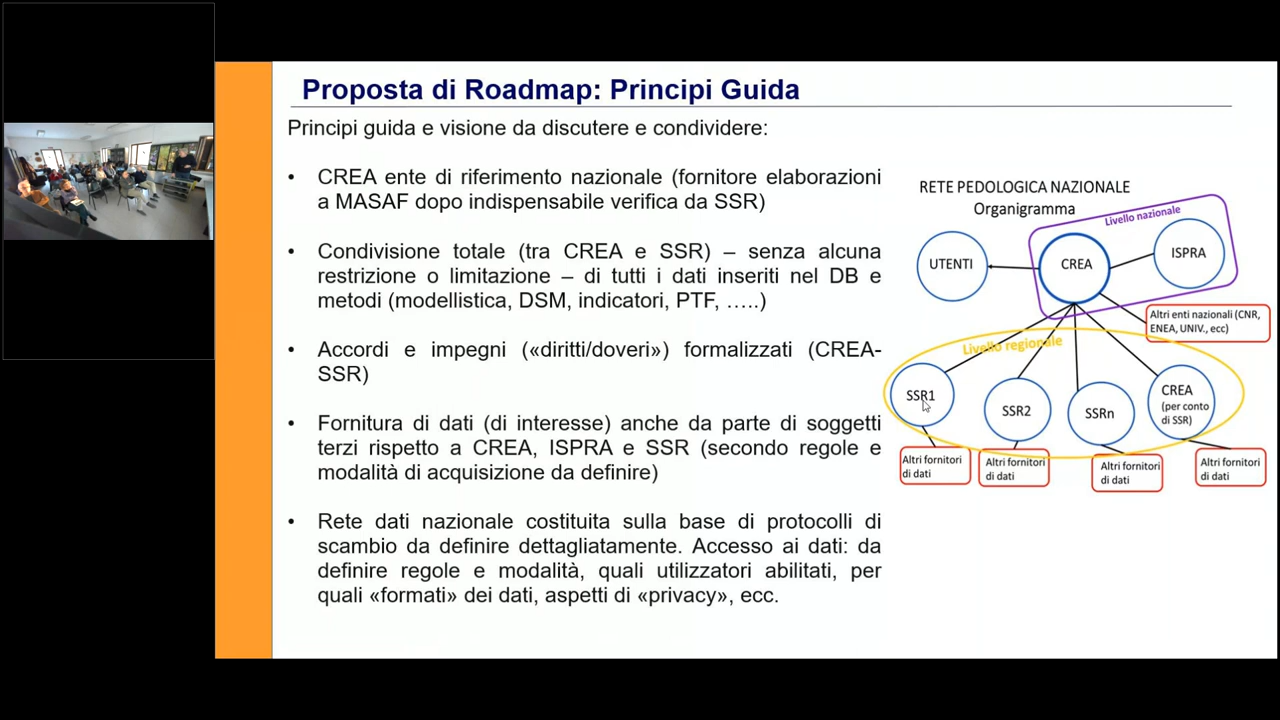 Proposta di Roadmap: Principi Guida
Principi guida e visione da discutere e condividere:
• CREA ente di riferimento nazionale (fornitore elaborazioni
a MASAF dopo indispensabile verifica da SSR)
• Condivisione totale (tra CREA e SSR) – senza alcuna
restrizione o limitazione – di tutti i dati inseriti nel DB e
metodi (modellistica, DSM, indicatori, PTF, …..)
• Accordi e impegni («diritti/doveri») formalizzati (CREA-
SSR)
• Fornitura di dati (di interesse) anche da parte di soggetti
terzi rispetto a CREA, ISPRA e SSR (secondo regole e
modalità di acquisizione da definire)
• Rete dati nazionale costituita sulla base di protocolli di
scambio da definire dettagliatamente. Accesso ai dati: da
definire regole e modalità, quali utilizzatori abilitati, per
quali «formati» dei dati, aspetti di «privacy», ecc.
RETE PEDOLOGICA NAZIONALE
Organigramma
Livello nazionale
UTENTI
CREA
ISPRA
Altri enti nazionali (CNR,
ENEA, UNIV., ecc)
Livello regionale
SSR1
SSR2
SSRn
CREA
(per conto
di SSR)
Altri fornitori
di dati
Altri fornitori
di dati
Altri fornitori
di dati
Altri fornitori
di dati